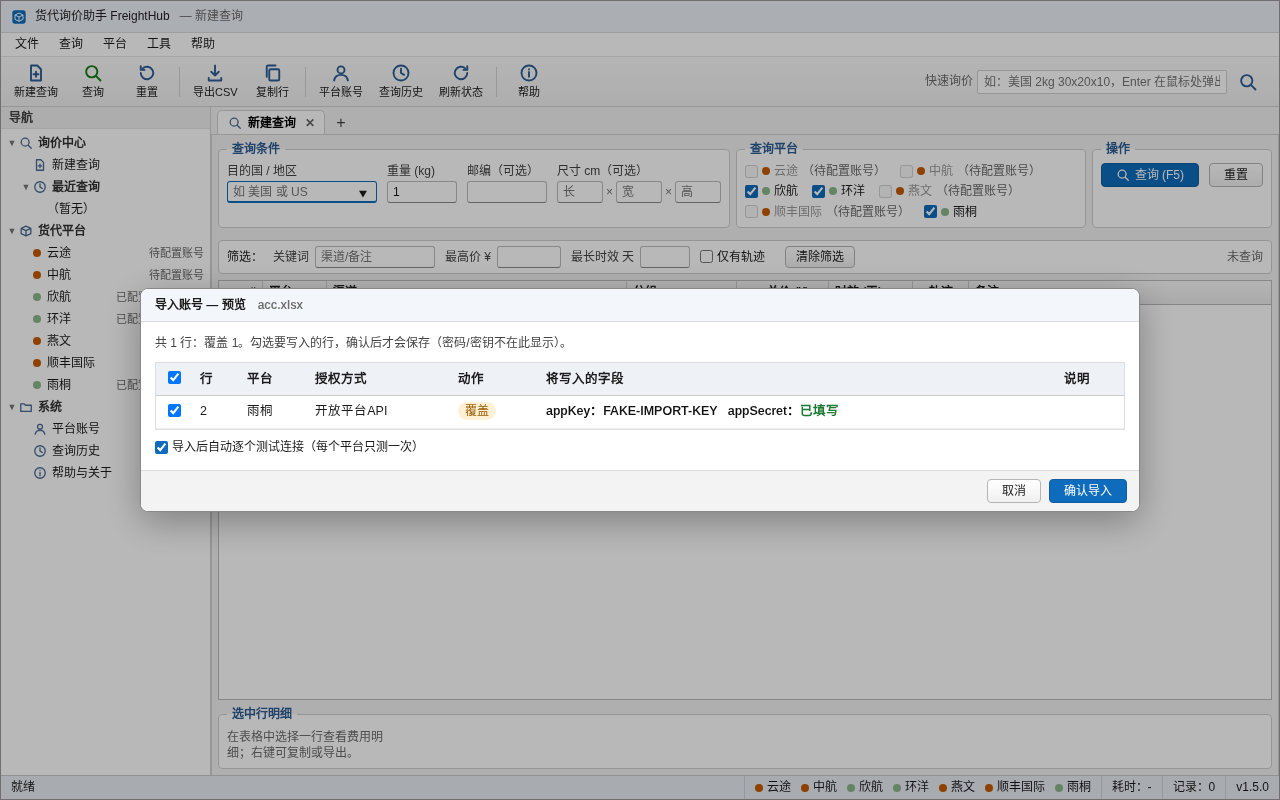 货代询价助手 FreightHub — 新建查询
文件 查询 平台 工具 帮助
新建查询 查询 重置 导出CSV 复制行 平台账号 查询历史 刷新状态 帮助
快速询价 如：美国 2kg 30x20x10，Enter 在鼠标处弹出
导航
询价中心
新建查询
最近查询
（暂无）
货代平台
云途 待配置账号
中航 待配置账号
欣航
环洋
燕文
顺丰国际
雨桐
系统
平台账号
查询历史
帮助与关于
新建查询 ✕ +
查询条件
目的国 / 地区 重量 (kg) 邮编（可选） 尺寸 cm（可选）
如 美国 或 US 1 长 × 宽 × 高
查询平台
云途 （待配置账号） 中航 （待配置账号）
欣航 环洋 燕文 （待配置账号）
顺丰国际 （待配置账号） 雨桐
操作
查询 (F5) 重置
筛选： 关键词 渠道/备注 最高价 ¥ 最长时效 天 仅有轨迹 清除筛选 未查询
导入账号 — 预览 acc.xlsx
共 1 行：覆盖 1。勾选要写入的行，确认后才会保存（密码/密钥不在此显示）。
行 平台 授权方式 动作 将写入的字段 说明
2 雨桐 开放平台API 覆盖 appKey：FAKE-IMPORT-KEY appSecret：已填写
导入后自动逐个测试连接（每个平台只测一次）
取消 确认导入
选中行明细
在表格中选择一行查看费用明
细；右键可复制或导出。
就绪 云途 中航 欣航 环洋 燕文 顺丰国际 雨桐 耗时：- 记录：0 v1.5.0